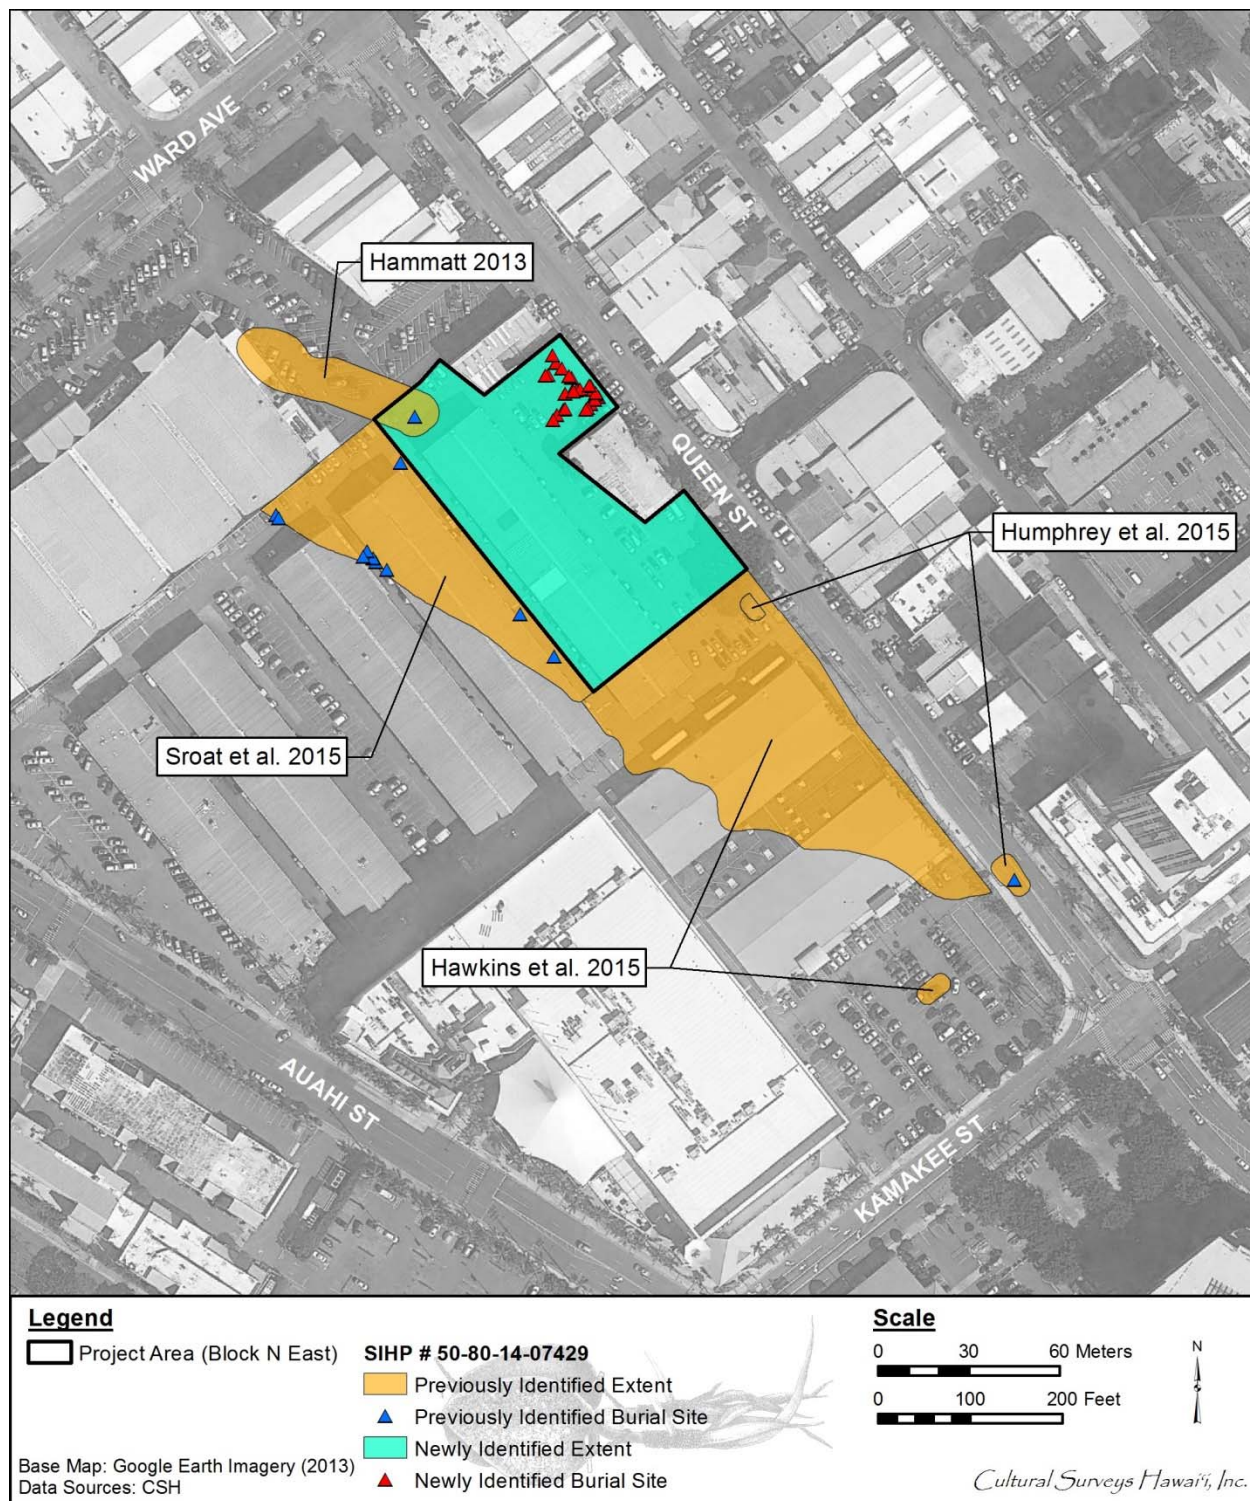 WARD AVE
Hammatt 2013
QUEEN ST
Humphrey et al. 2015
Sroat et al. 2015
Hawkins et al. 2015
AUAHI ST
KAMAKEE ST
Legend
Project Area (Block N East)
SIHP # 50-80-14-07429
Previously Identified Extent
Previously Identified Burial Site
Newly Identified Extent
Newly Identified Burial Site
Base Map: Google Earth Imagery (2013)
Data Sources: CSH
Scale
0 30 60 Meters
0 100 200 Feet
N
Cultural Surveys Hawaiʻi, Inc.